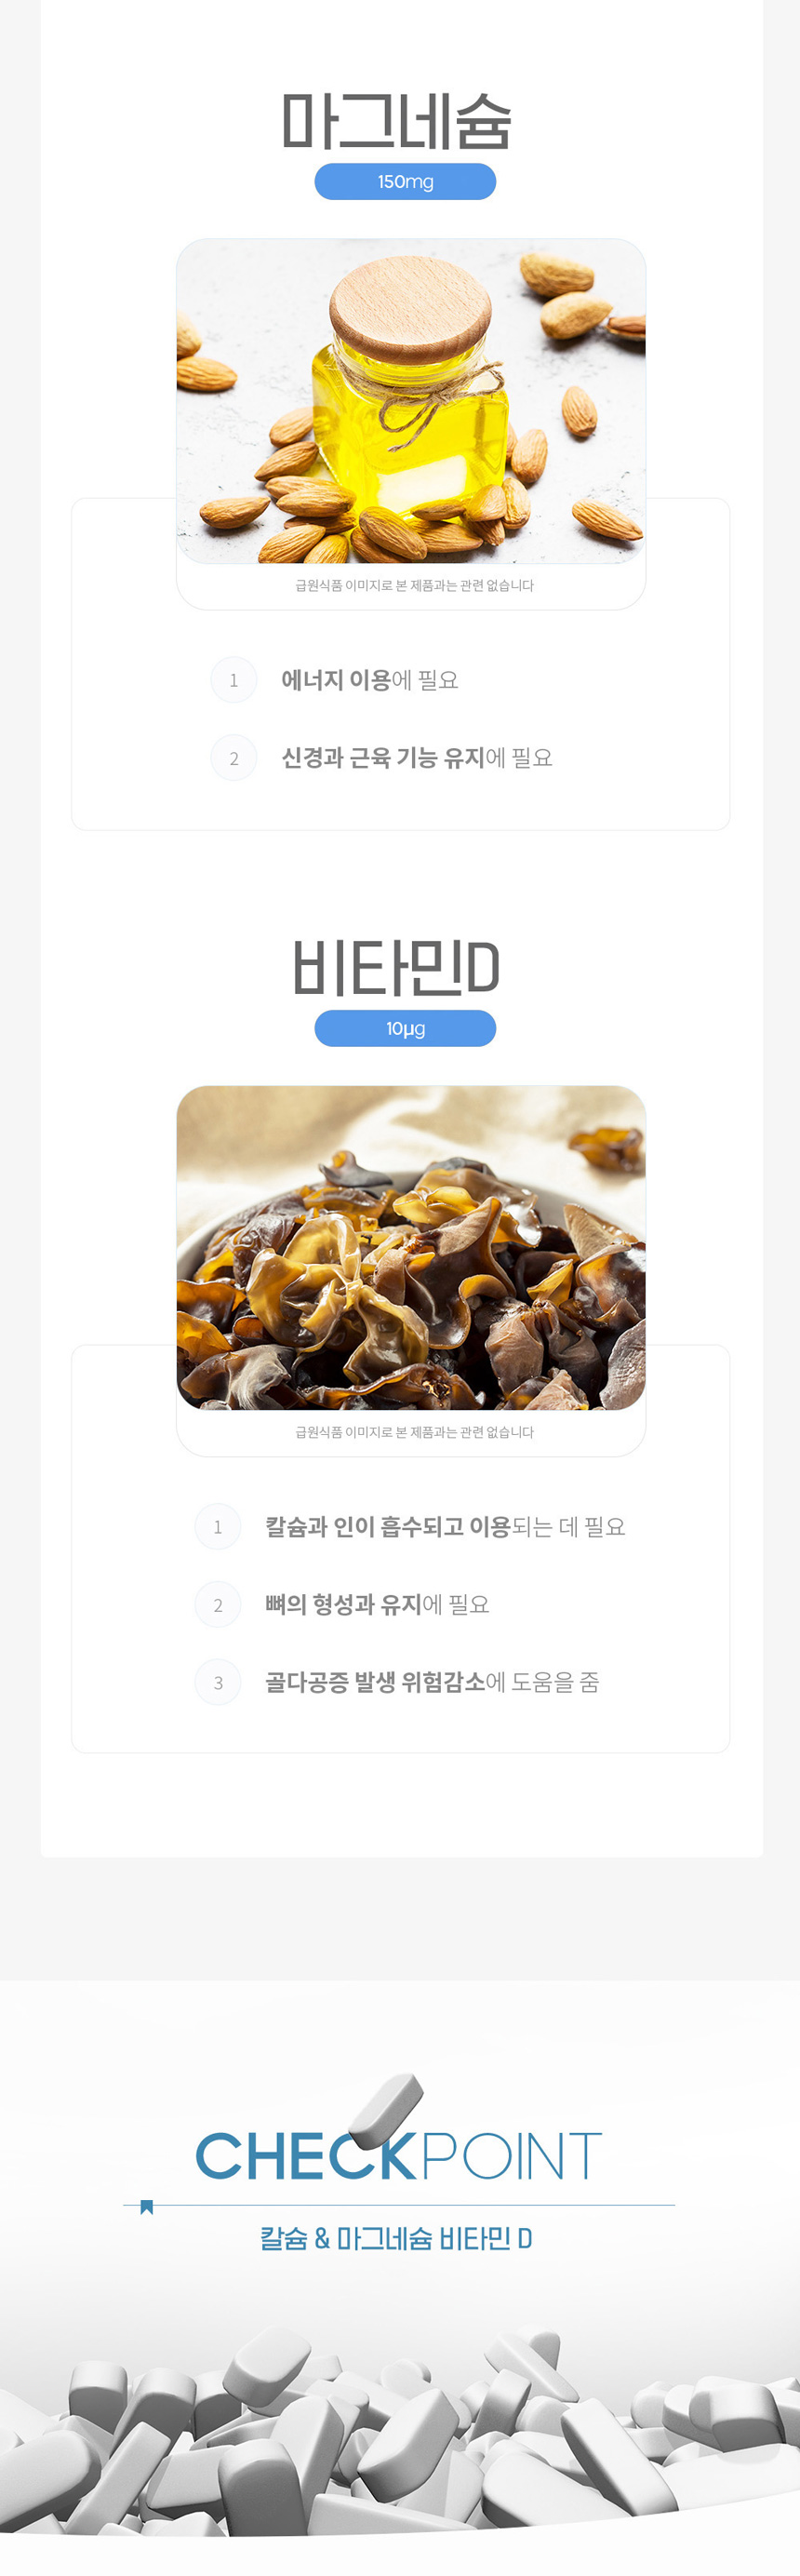 마그네슘
150mg
급원식품 이미지로 본 제품과는 관련 없습니다
1 에너지 이용에 필요
2 신경과 근육 기능 유지에 필요
비타민D
10μg
급원식품 이미지로 본 제품과는 관련 없습니다
1 칼슘과 인이 흡수되고 이용되는 데 필요
2 뼈의 형성과 유지에 필요
3 골다공증 발생 위험감소에 도움을 줌
CHECKPOINT
칼슘 & 마그네슘 비타민 D